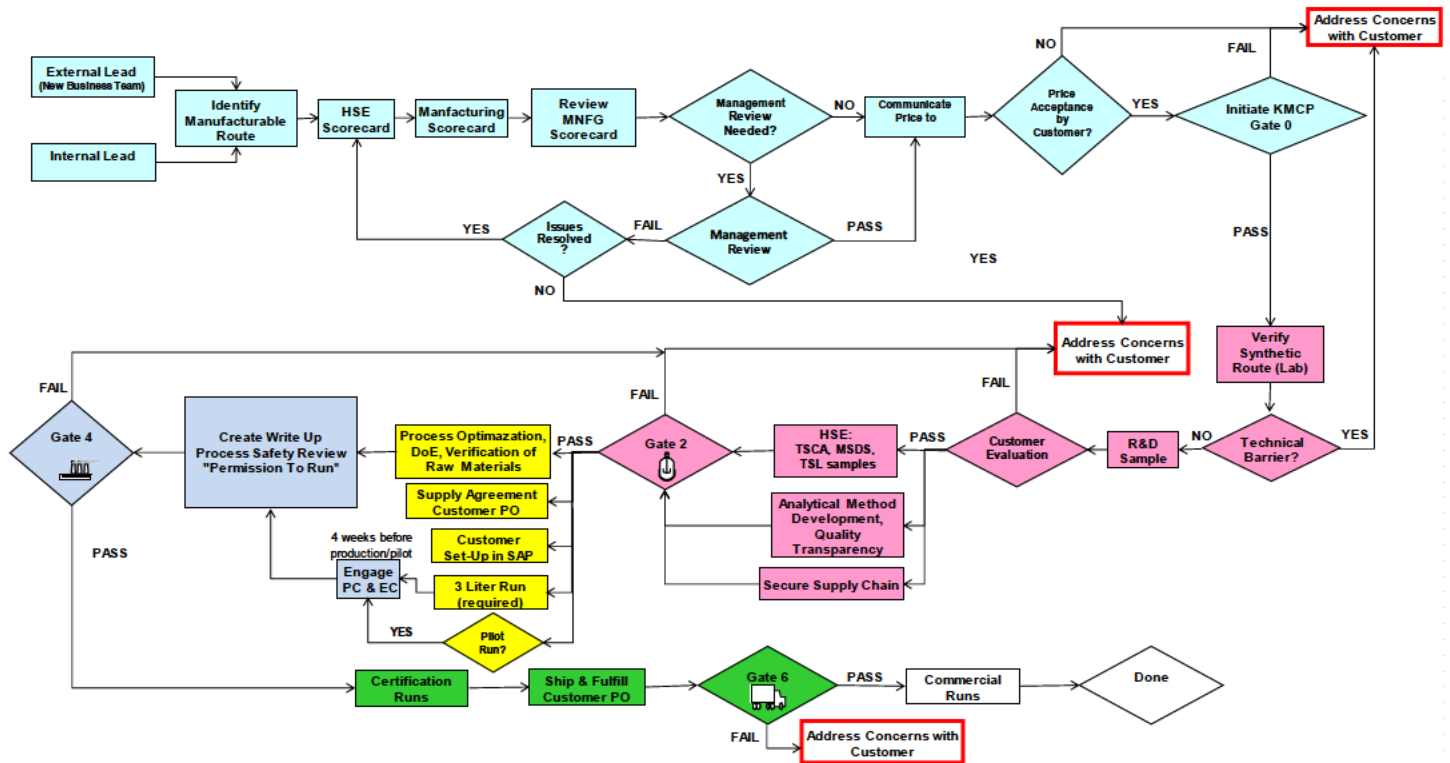 External Lead
(New Business Team)
Internal Lead
Identify
Manufacturable
Route
HSE
Scorecard
Manfacturing
Scorecard
Review
MNFG
Scorecard
Management
Review
Needed?
NO
YES
Communicate
Price to
Price
Acceptance
by
Customer?
NO
YES
Initiate KMCP
Gate 0
FAIL
Address Concerns
with Customer
PASS
Management
Review
PASS
FAIL
Issues
Resolved
?
YES
NO
YES
Address Concerns
with Customer
Verify
Synthetic
Route (Lab)
Technical
Barrier?
YES
NO
R&D
Sample
Customer
Evaluation
FAIL
PASS
HSE:
TSCA, MSDS,
TSL samples
Analytical Method
Development,
Quality
Transparency
Secure Supply Chain
Gate 2
FAIL
PASS
Process Optimazation,
DoE, Verification of
Raw Materials
Supply Agreement
Customer PO
Customer
Set-Up in SAP
3 Liter Run
(required)
Pilot
Run?
YES
4 weeks before
production/pilot
Engage
PC & EC
Create Write Up
Process Safety Review
"Permission To Run"
Gate 4
FAIL
PASS
Certification
Runs
Ship & Fulfill
Customer PO
Gate 6
PASS
FAIL
Address Concerns with
Customer
Commercial
Runs
Done